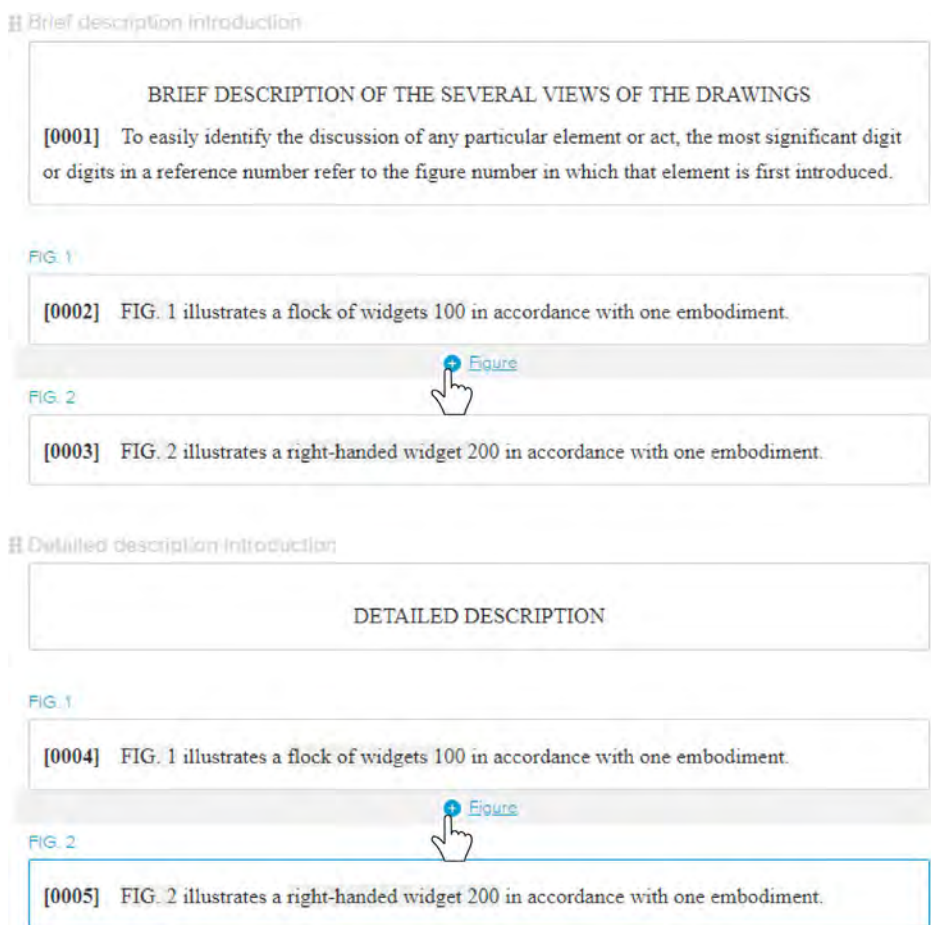 Brief description introduction
BRIEF DESCRIPTION OF THE SEVERAL VIEWS OF THE DRAWINGS
[0001] To easily identify the discussion of any particular element or act, the most significant digit
or digits in a reference number refer to the figure number in which that element is first introduced.
FIG. 1
[0002] FIG. 1 illustrates a flock of widgets 100 in accordance with one embodiment.
Figure
FIG. 2
[0003] FIG. 2 illustrates a right-handed widget 200 in accordance with one embodiment.
Detailed description introduction
DETAILED DESCRIPTION
FIG. 1
[0004] FIG. 1 illustrates a flock of widgets 100 in accordance with one embodiment.
Figure
FIG. 2
[0005] FIG. 2 illustrates a right-handed widget 200 in accordance with one embodiment.